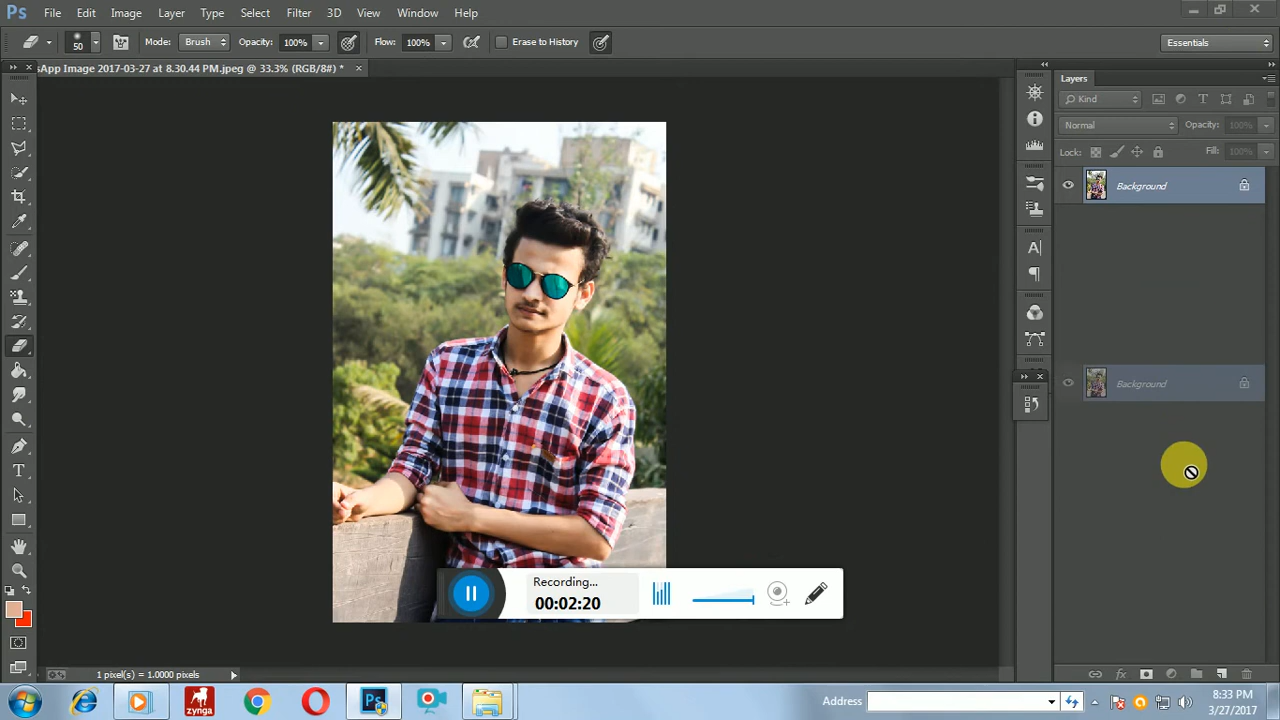 Ps File Edit Image Layer Type Select Filter 3D View Window Help
50 Mode: Brush Opacity: 100% Flow: 100% Erase to History Essentials
sApp Image 2017-03-27 at 8.30.44 PM.jpeg @ 33.3% (RGB/8#) *
Layers
Kind
Normal Opacity: 100%
Lock: Fill: 100%
Background
Background
Recording...
00:02:20
1 pixel(s) = 1.0000 pixels
zynga Ps Address 8:33 PM
3/27/2017